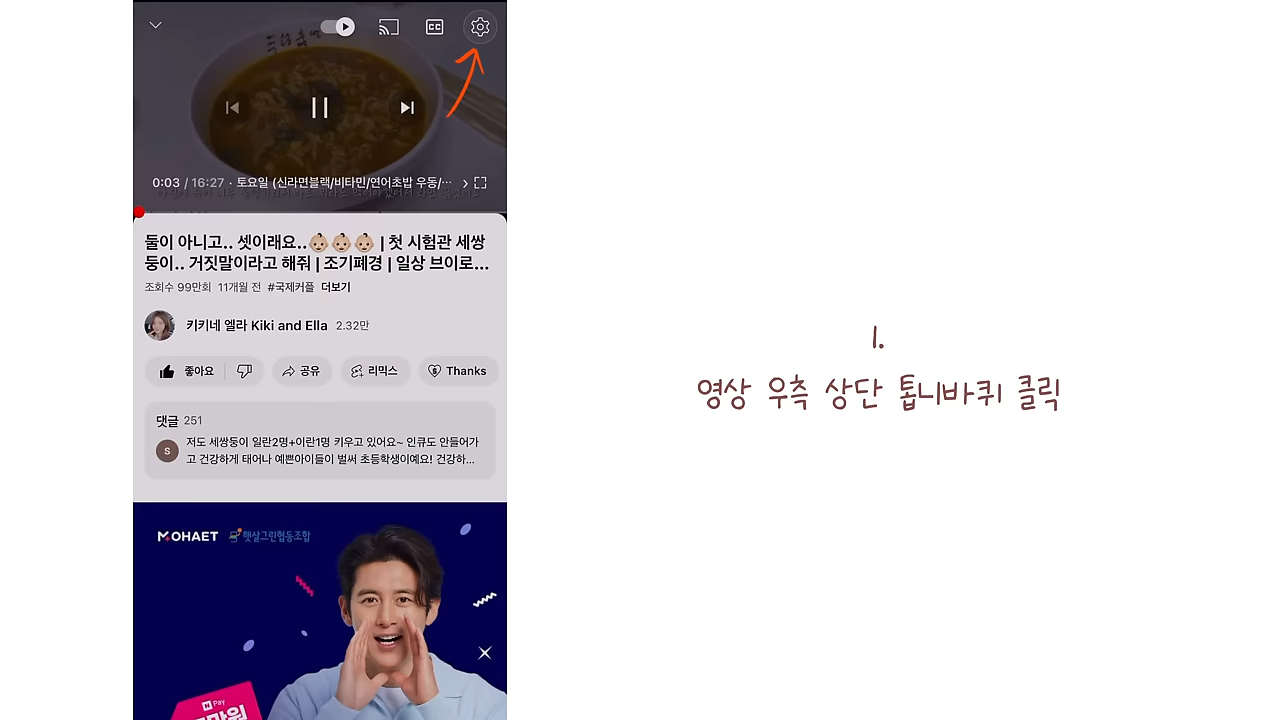 0:03 / 16:27 · 토요일 (신라면블랙/비타민/연어초밥 우동/…
둘이 아니고.. 셋이래요..👶🏼👶🏼👶🏼 | 첫 시험관 세쌍
둥이.. 거짓말이라고 해줘 | 조기폐경 | 일상 브이로...
조회수 99만회 11개월 전 #국제커플 더보기
키키네 엘라 Kiki and Ella 2.32만
좋아요 공유 리믹스 Thanks
댓글 251
S
저도 세쌍둥이 일란2명+이란1명 키우고 있어요~ 인큐도 안들어가
고 건강하게 태어나 예쁜아이들이 벌써 초등학생이예요! 건강하...
MOHAET 햇살그린협동조합
N Pay
만원
CC
1.
영상 우측 상단 톱니바퀴 클릭